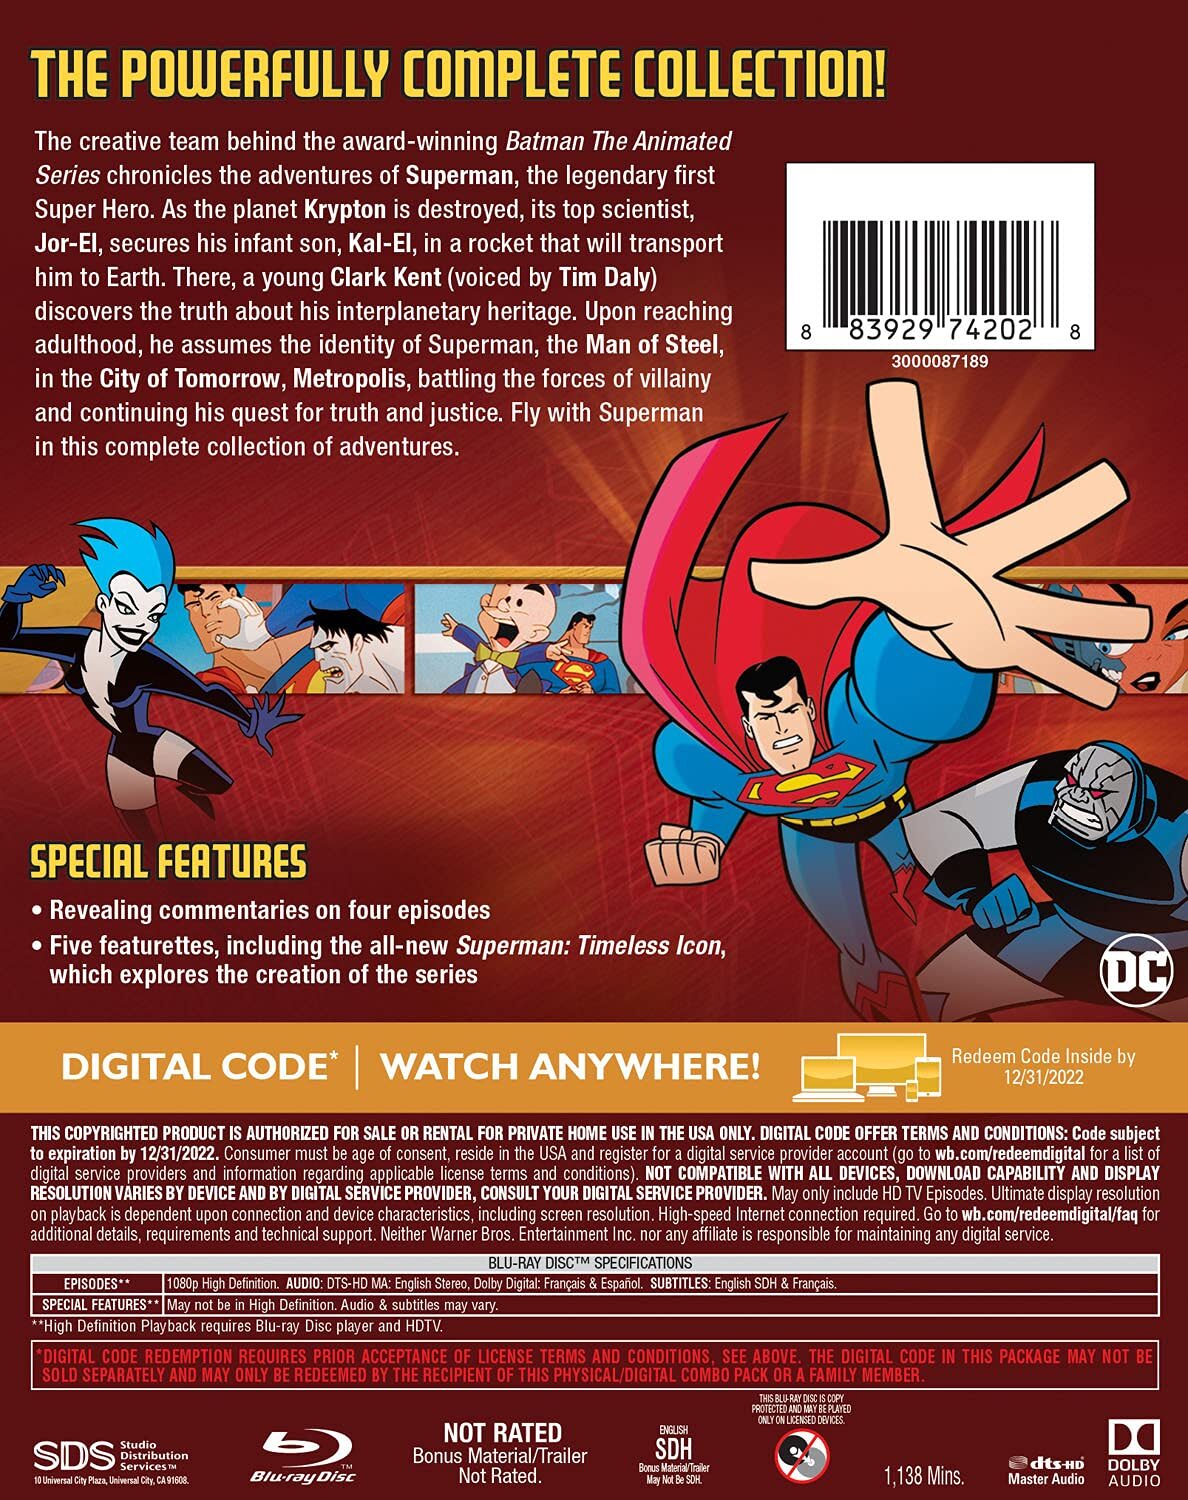 THE POWERFULLY COMPLETE COLLECTION!
The creative team behind the award-winning Batman The Animated
Series chronicles the adventures of Superman, the legendary first
Super Hero. As the planet Krypton is destroyed, its top scientist,
Jor-El, secures his infant son, Kal-El, in a rocket that will transport
him to Earth. There, a young Clark Kent (voiced by Tim Daly)
discovers the truth about his interplanetary heritage. Upon reaching
adulthood, he assumes the identity of Superman, the Man of Steel,
in the City of Tomorrow, Metropolis, battling the forces of villainy
and continuing his quest for truth and justice. Fly with Superman
in this complete collection of adventures.
8 83929 74202 8
3000087189
S
SPECIAL FEATURES
• Revealing commentaries on four episodes
• Five featurettes, including the all-new Superman: Timeless Icon,
which explores the creation of the series
DC
DIGITAL CODE* | WATCH ANYWHERE!
Redeem Code Inside by
12/31/2022
THIS COPYRIGHTED PRODUCT IS AUTHORIZED FOR SALE OR RENTAL FOR PRIVATE HOME USE IN THE USA ONLY. DIGITAL CODE OFFER TERMS AND CONDITIONS: Code subject
to expiration by 12/31/2022. Consumer must be age of consent, reside in the USA and register for a digital service provider account (go to wb.com/redeemdigital for a list of
digital service providers and information regarding applicable license terms and conditions). NOT COMPATIBLE WITH ALL DEVICES, DOWNLOAD CAPABILITY AND DISPLAY
RESOLUTION VARIES BY DEVICE AND BY DIGITAL SERVICE PROVIDER, CONSULT YOUR DIGITAL SERVICE PROVIDER. May only include HD TV Episodes. Ultimate display resolution
on playback is dependent upon connection and device characteristics, including screen resolution. High-speed Internet connection required. Go to wb.com/redeemdigital/faq for
additional details, requirements and technical support. Neither Warner Bros. Entertainment Inc. nor any affiliate is responsible for maintaining any digital service.
BLU-RAY DISC™ SPECIFICATIONS
EPISODES** 1080p High Definition. AUDIO: DTS-HD MA: English Stereo, Dolby Digital: Français & Español. SUBTITLES: English SDH & Français.
SPECIAL FEATURES** May not be in High Definition. Audio & subtitles may vary.
**High Definition Playback requires Blu-ray Disc player and HDTV.
*DIGITAL CODE REDEMPTION REQUIRES PRIOR ACCEPTANCE OF LICENSE TERMS AND CONDITIONS, SEE ABOVE. THE DIGITAL CODE IN THIS PACKAGE MAY NOT BE
SOLD SEPARATELY AND MAY ONLY BE REDEEMED BY THE RECIPIENT OF THIS PHYSICAL/DIGITAL COMBO PACK OR A FAMILY MEMBER.
SDS Studio
Distribution
Services™
10 Universal City Plaza, Universal City, CA 91608.
Blu-ray Disc™
NOT RATED
Bonus Material/Trailer
Not Rated.
ENGLISH
SDH
Bonus Material/Trailer
May Not Be SDH.
THIS BLU-RAY DISC IS COPY
PROTECTED AND MAY BE PLAYED
ONLY ON LICENSED DEVICES.
1,138 Mins.
dts-HD
Master Audio
DOLBY
AUDIO